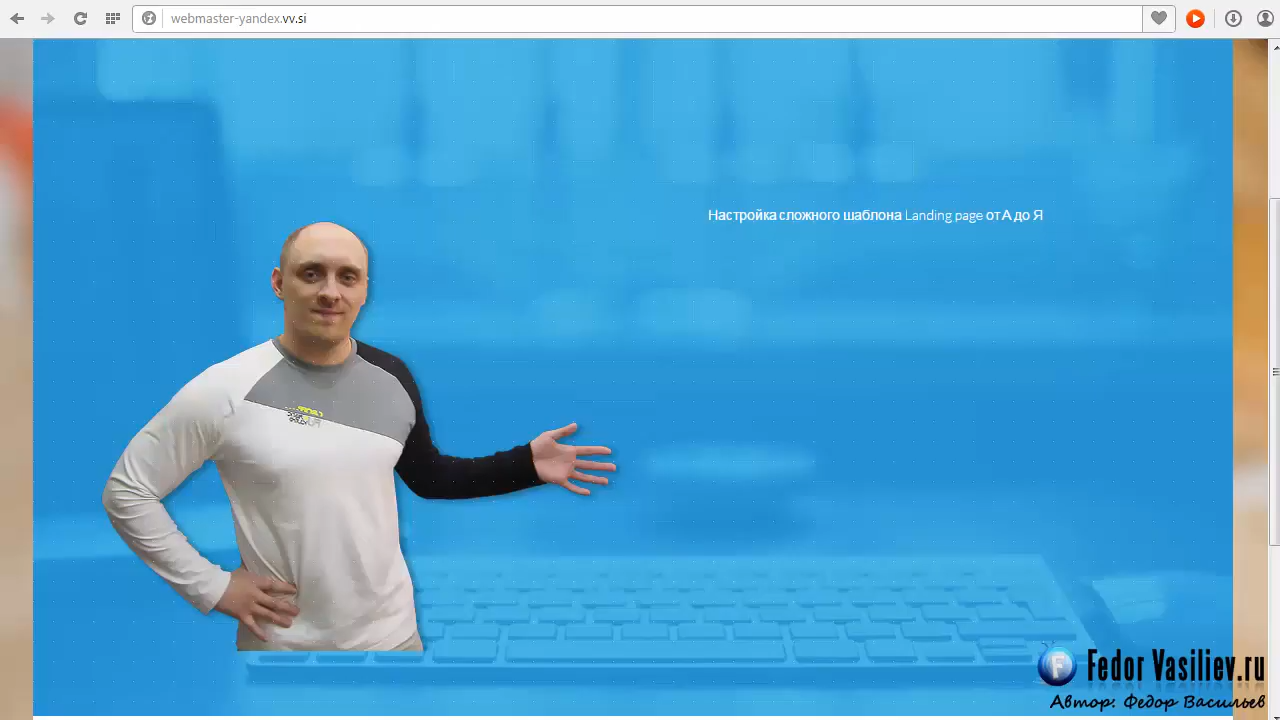 webmaster-yandex.vv.si
Настройка сложного шаблона Landing page от А до Я
F Fedor Vasiliev.ru
Автор: Федор Васильев